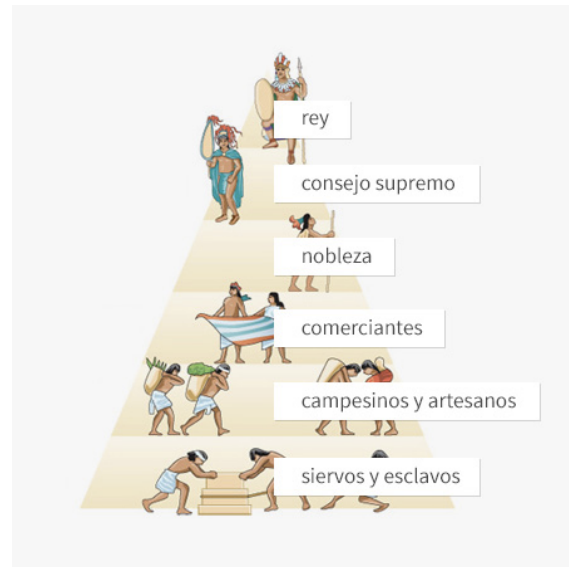 rey
consejo supremo
nobleza
comerciantes
campesinos y artesanos
siervos y esclavos